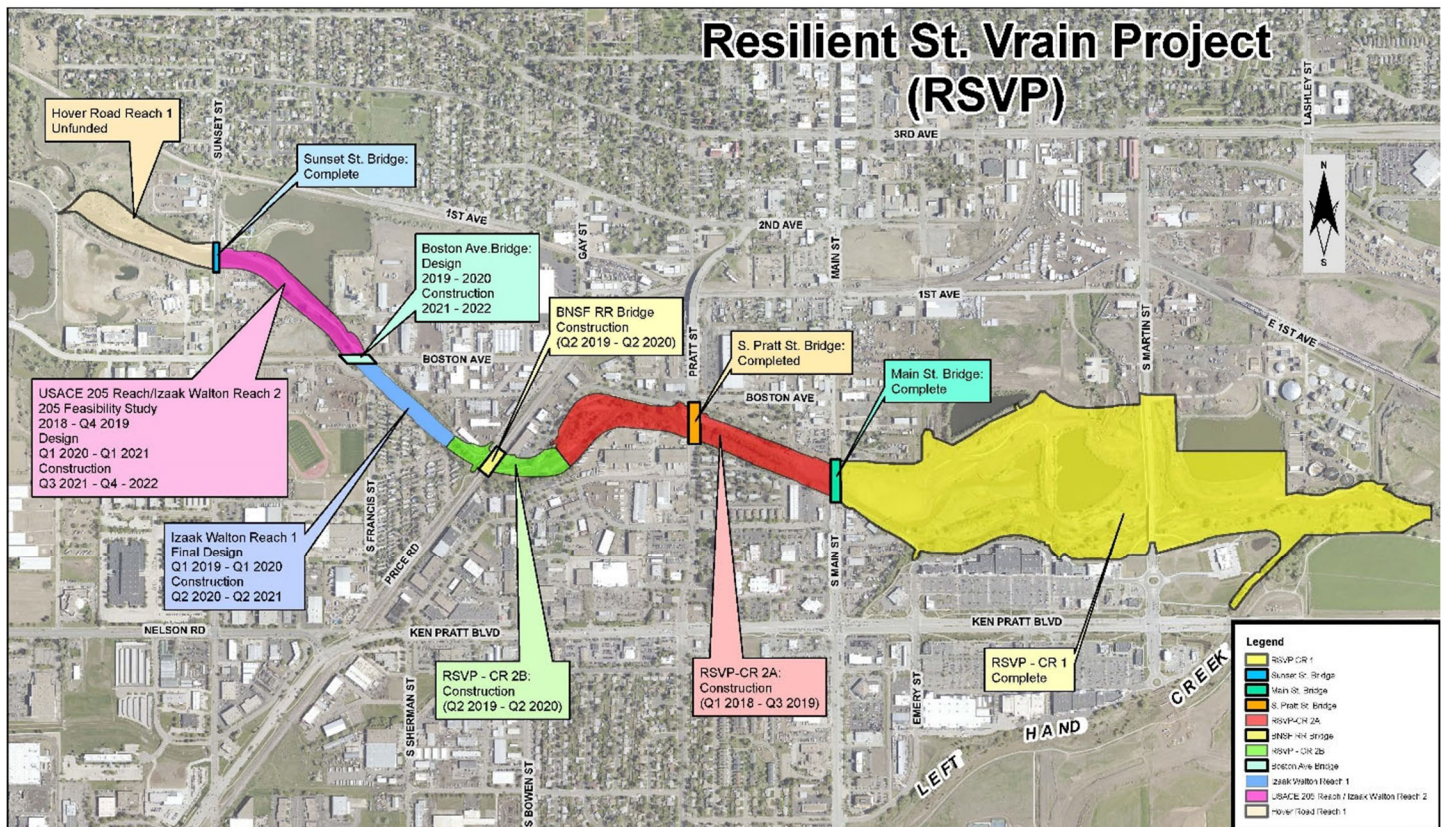 Resilient St. Vrain Project
(RSVP)
LASHLEY ST
3RD AVE
SUNSET ST
Hover Road Reach 1
Unfunded
Sunset St. Bridge:
Complete
N
S
1ST AVE
GAY ST
2ND AVE
MAIN ST
Boston Ave.Bridge:
Design
2019 - 2020
Construction
2021 - 2022
1ST AVE
S MARTIN ST
E 1ST AVE
BNSF RR Bridge
Construction
(Q2 2019 - Q2 2020)
PRATT ST
S. Pratt St. Bridge:
Completed
BOSTON AVE
Main St. Bridge:
Complete
BOSTON AVE
USACE 205 Reach/Izaak Walton Reach 2
205 Feasibility Study
2018 - Q4 2019
Design
Q1 2020 - Q1 2021
Construction
Q3 2021 - Q4 - 2022
S FRANCIS ST
PRICE RD
S MAIN ST
Izaak Walton Reach 1
Final Design
Q1 2019 - Q1 2020
Construction
Q2 2020 - Q2 2021
NELSON RD
KEN PRATT BLVD
KEN PRATT BLVD
RSVP - CR 2B:
Construction
(Q2 2019 - Q2 2020)
RSVP-CR 2A:
Construction
(Q1 2018 - Q3 2019)
RSVP - CR 1
Complete
S SHERMAN ST
S BOWEN ST
EMERY ST
LEFT HAND CREEK
Legend
RSVP CR 1
Sunset St. Bridge
Main St. Bridge
S. Pratt St. Bridge
RSVP-CR 2A
BNSF RR Bridge
RSVP - CR 2B
Boston Ave Bridge
Izaak Walton Reach 1
USACE 205 Reach / Izaak Walton Reach 2
Hover Road Reach 1